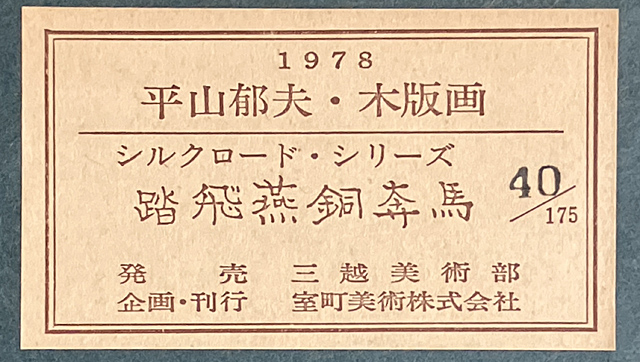 1978
平山郁夫・木版画
シルクロード・シリーズ
踏飛燕銅奔馬
40/175
発売 三越美術部
企画・刊行 室町美術株式会社